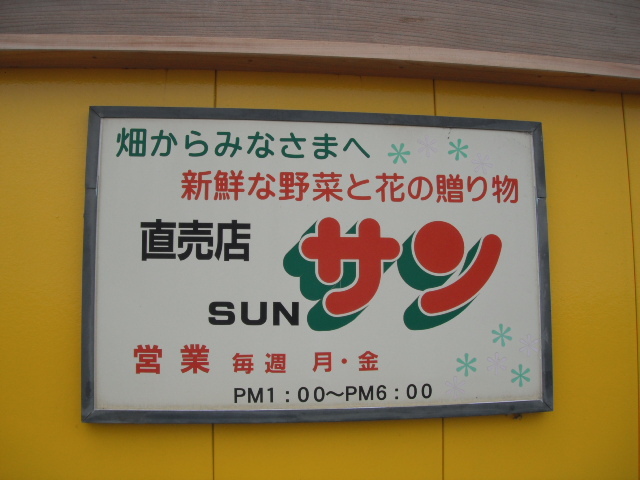 畑からみなさまへ
新鮮な野菜と花の贈り物
直売店
SUN サン
営業 毎週 月・金
PM1:00〜PM6:00